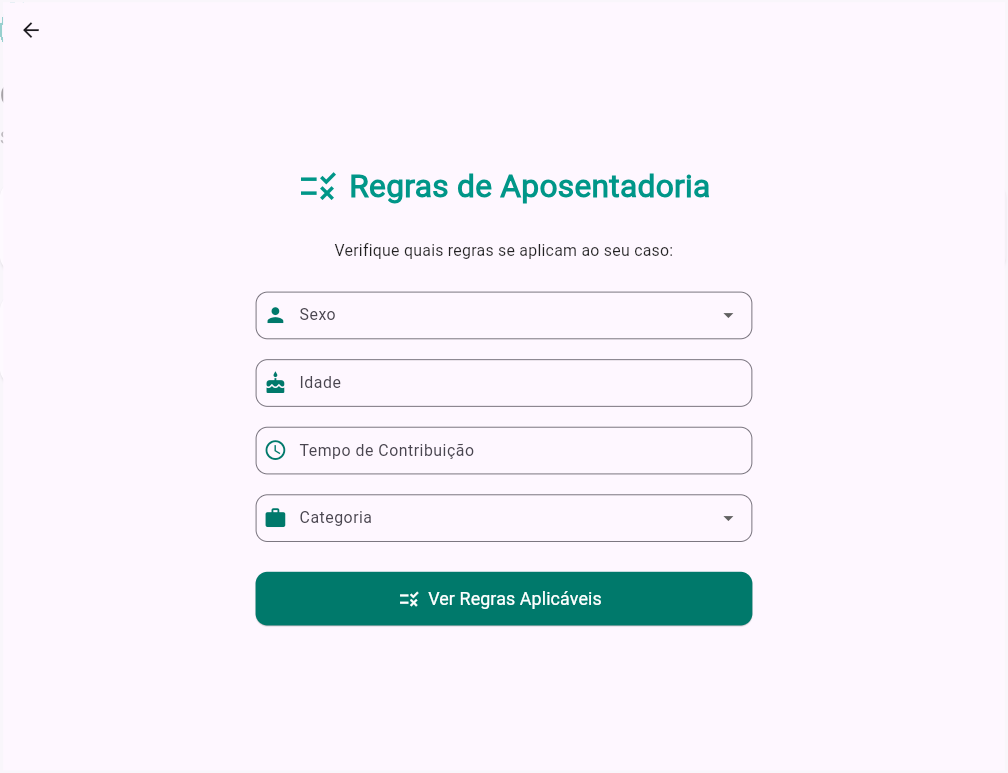 Regras de Aposentadoria
Verifique quais regras se aplicam ao seu caso:
Sexo
Idade
Tempo de Contribuição
Categoria
Ver Regras Aplicáveis